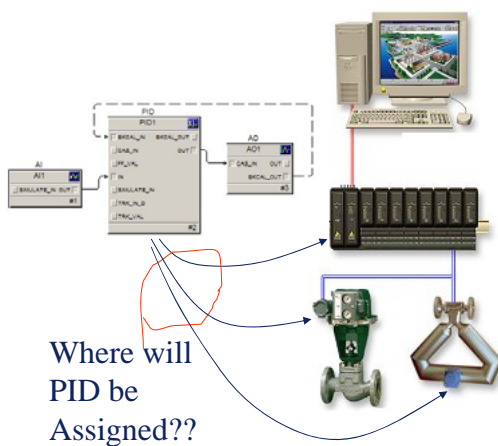 PID
PID1
BKCAL_IN BKCAL_OUT
CAS_IN OUT
FF_VAL
IN
SIMULATE_IN
TRK_IN_D
TRK_VAL
#2
AI
AI1
SIMULATE_IN OUT
#1
AO
AO1
CAS_IN OUT
BKCAL_OUT
#3
Where will
PID be
Assigned??